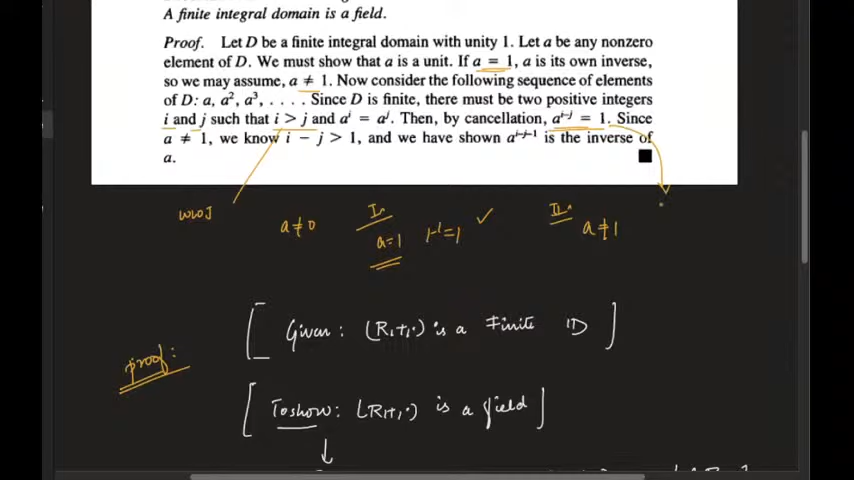 A finite integral domain is a field.
Proof. Let D be a finite integral domain with unity 1. Let a be any nonzero
element of D. We must show that a is a unit. If a = 1, a is its own inverse,
so we may assume, a ≠ 1. Now consider the following sequence of elements
of D: a, a², a³, . . . . Since D is finite, there must be two positive integers
i and j such that i > j and aⁱ = aʲ. Then, by cancellation, aⁱ⁻ʲ = 1. Since
a ≠ 1, we know i − j > 1, and we have shown aⁱ⁻ʲ⁻¹ is the inverse of
a.
a ≠ 0
I.
a = 1
1⁻¹ = 1 ✓
II.
a ≠ 1
proof:
[ Given: (R,+,·) is a Finite ID ]
[ To show: (R,+,·) is a field ]